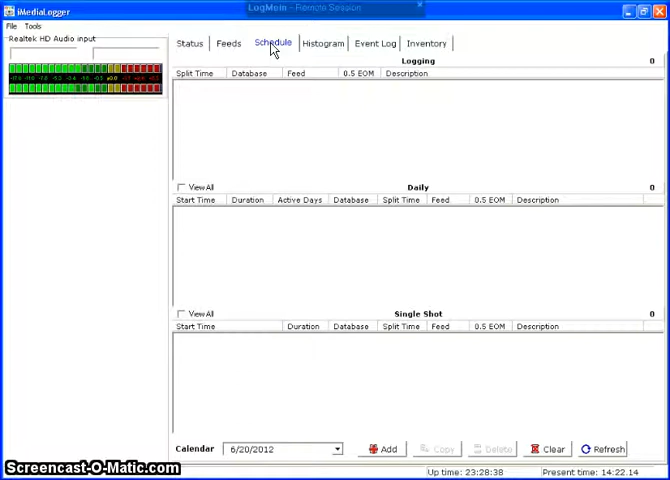 LogMeIn - Remote Session
iMediaLogger
File Tools
Realtek HD Audio input
Status Feeds Schedule Histogram Event Log Inventory
Logging 0
Split Time Database Feed 0.5 EOM Description
View All Daily 0
Start Time Duration Active Days Database Split Time Feed 0.5 EOM Description
View All Single Shot 0
Start Time Duration Database Split Time Feed 0.5 EOM Description
Calendar 6/20/2012 Add Copy Delete Clear Refresh
Screencast-O-Matic.com
Up time: 23:28:38 Present time: 14:22.14